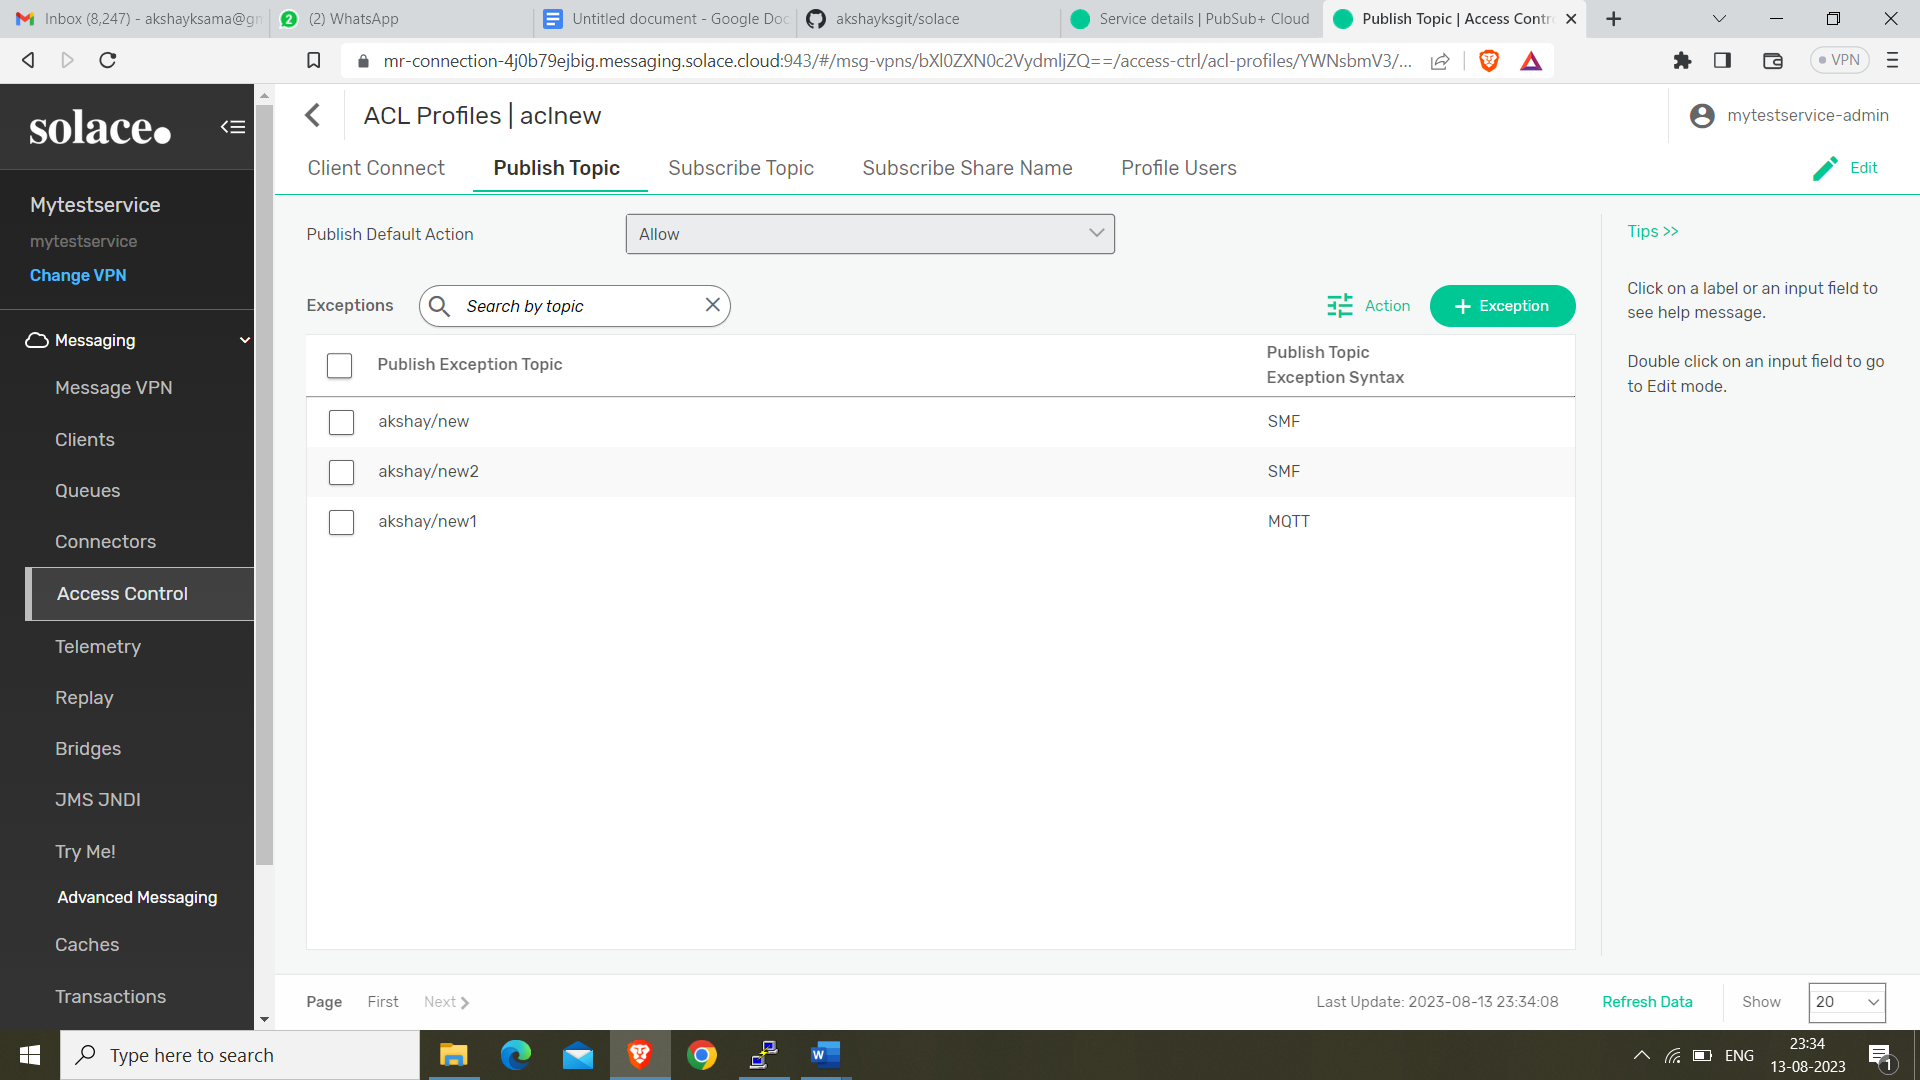 Inbox (8,247) - akshayksama@gm
(2) WhatsApp
Untitled document - Google Doc
akshayksgit/solace
Service details | PubSub+ Cloud
Publish Topic | Access Contr
mr-connection-4j0b79ejbig.messaging.solace.cloud:943/#/msg-vpns/bXl0ZXN0c2VydmljZQ==/access-ctrl/acl-profiles/YWNsbmV3/...
VPN
solace.
Mytestservice
mytestservice
Change VPN
Messaging
Message VPN
Clients
Queues
Connectors
Access Control
Telemetry
Replay
Bridges
JMS JNDI
Try Me!
Advanced Messaging
Caches
Transactions
ACL Profiles | aclnew
mytestservice-admin
Client Connect
Publish Topic
Subscribe Topic
Subscribe Share Name
Profile Users
Edit
Publish Default Action
Allow
Exceptions
Search by topic
Action
+ Exception
Publish Exception Topic
Publish Topic
Exception Syntax
akshay/new
SMF
akshay/new2
SMF
akshay/new1
MQTT
Tips >>
Click on a label or an input field to
see help message.
Double click on an input field to go
to Edit mode.
Page
First
Next
Last Update: 2023-08-13 23:34:08
Refresh Data
Show
20
Type here to search
ENG
23:34
13-08-2023
1